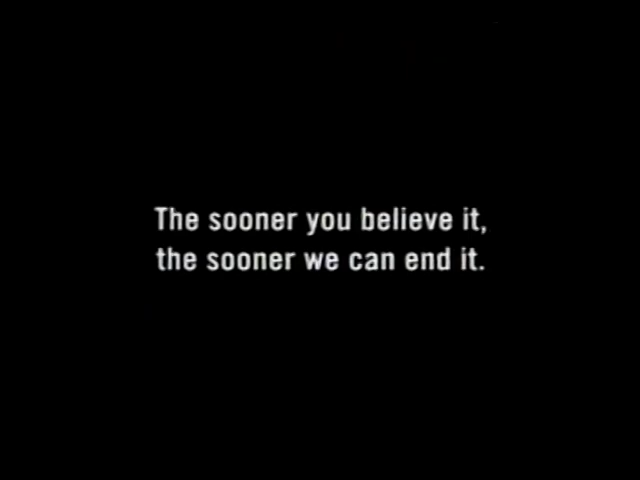 The sooner you believe it,
the sooner we can end it.